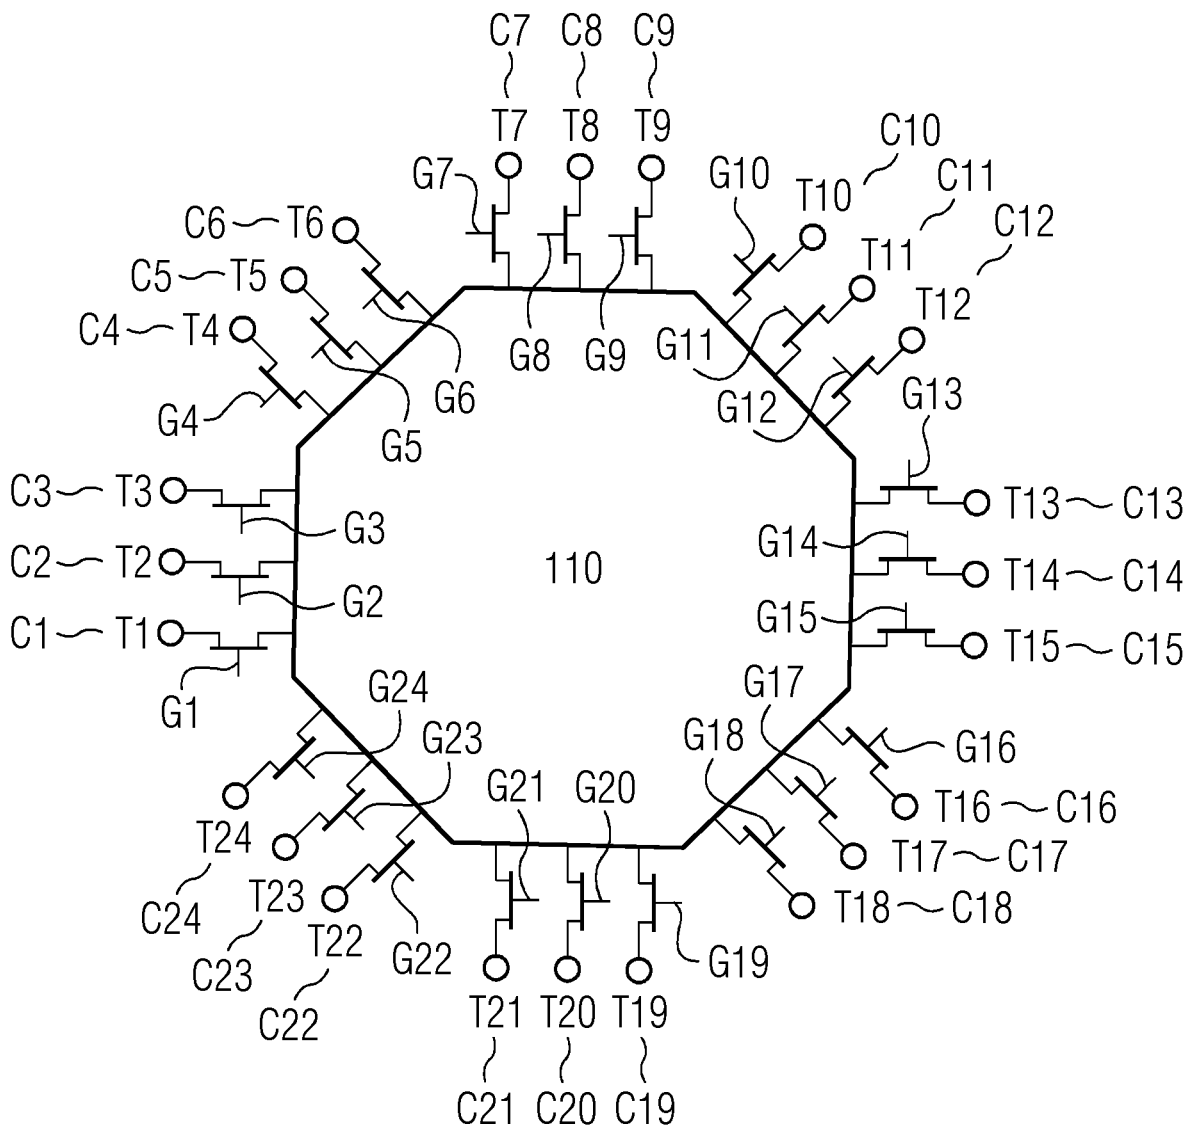 C7 C8 C9
T7 T8 T9
C10
G7 G10 T10 C11
C6 T6 T11 C12
C5 T5 T12
C4 T4 G8 G9 G11
G6 G12 G13
G4 G5
C3 T3 G3 T13 C13
C2 T2 110 G14 T14 C14
G2 G15
C1 T1 T15 C15
G1 G24 G17
G23 G18 G16
G21 G20 T16 C16
T24 T17 C17
C24 T23 T18 C18
C23 T22 G22 G19
C22 T21 T20 T19
C21 C20 C19